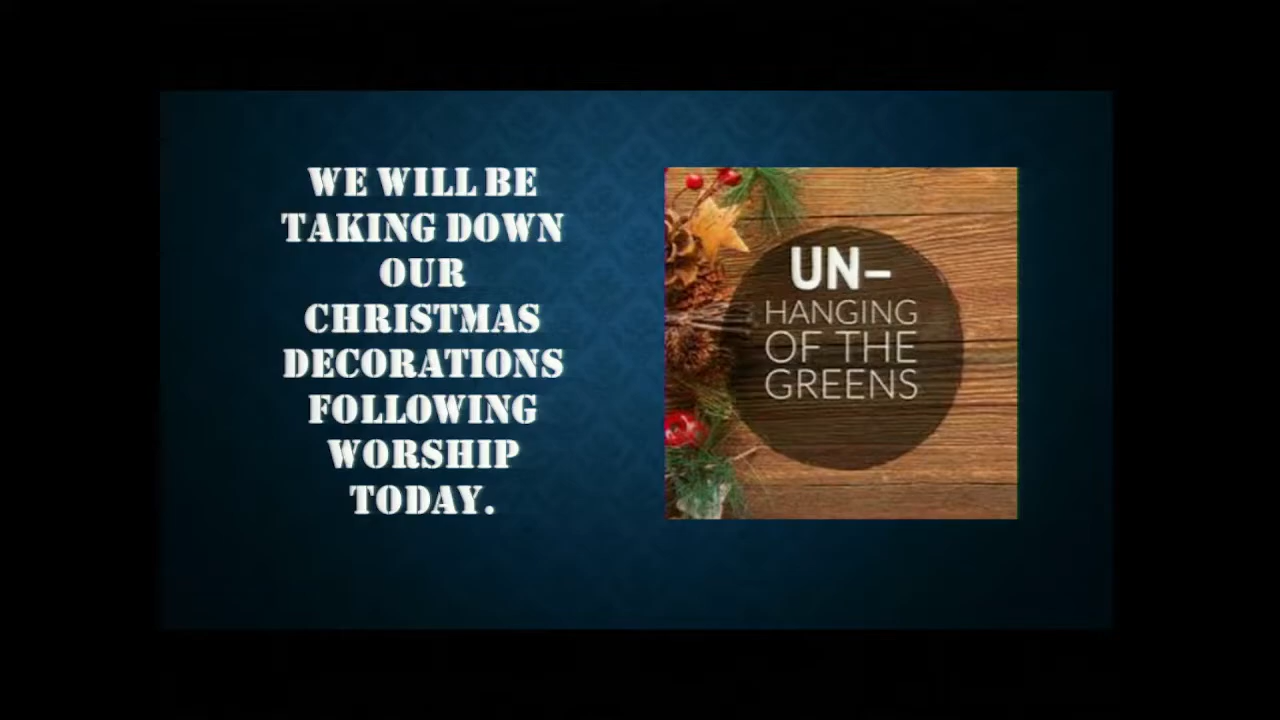 WE WILL BE
TAKING DOWN
OUR
CHRISTMAS
DECORATIONS
FOLLOWING
WORSHIP
TODAY.
UN–
HANGING
OF THE
GREENS